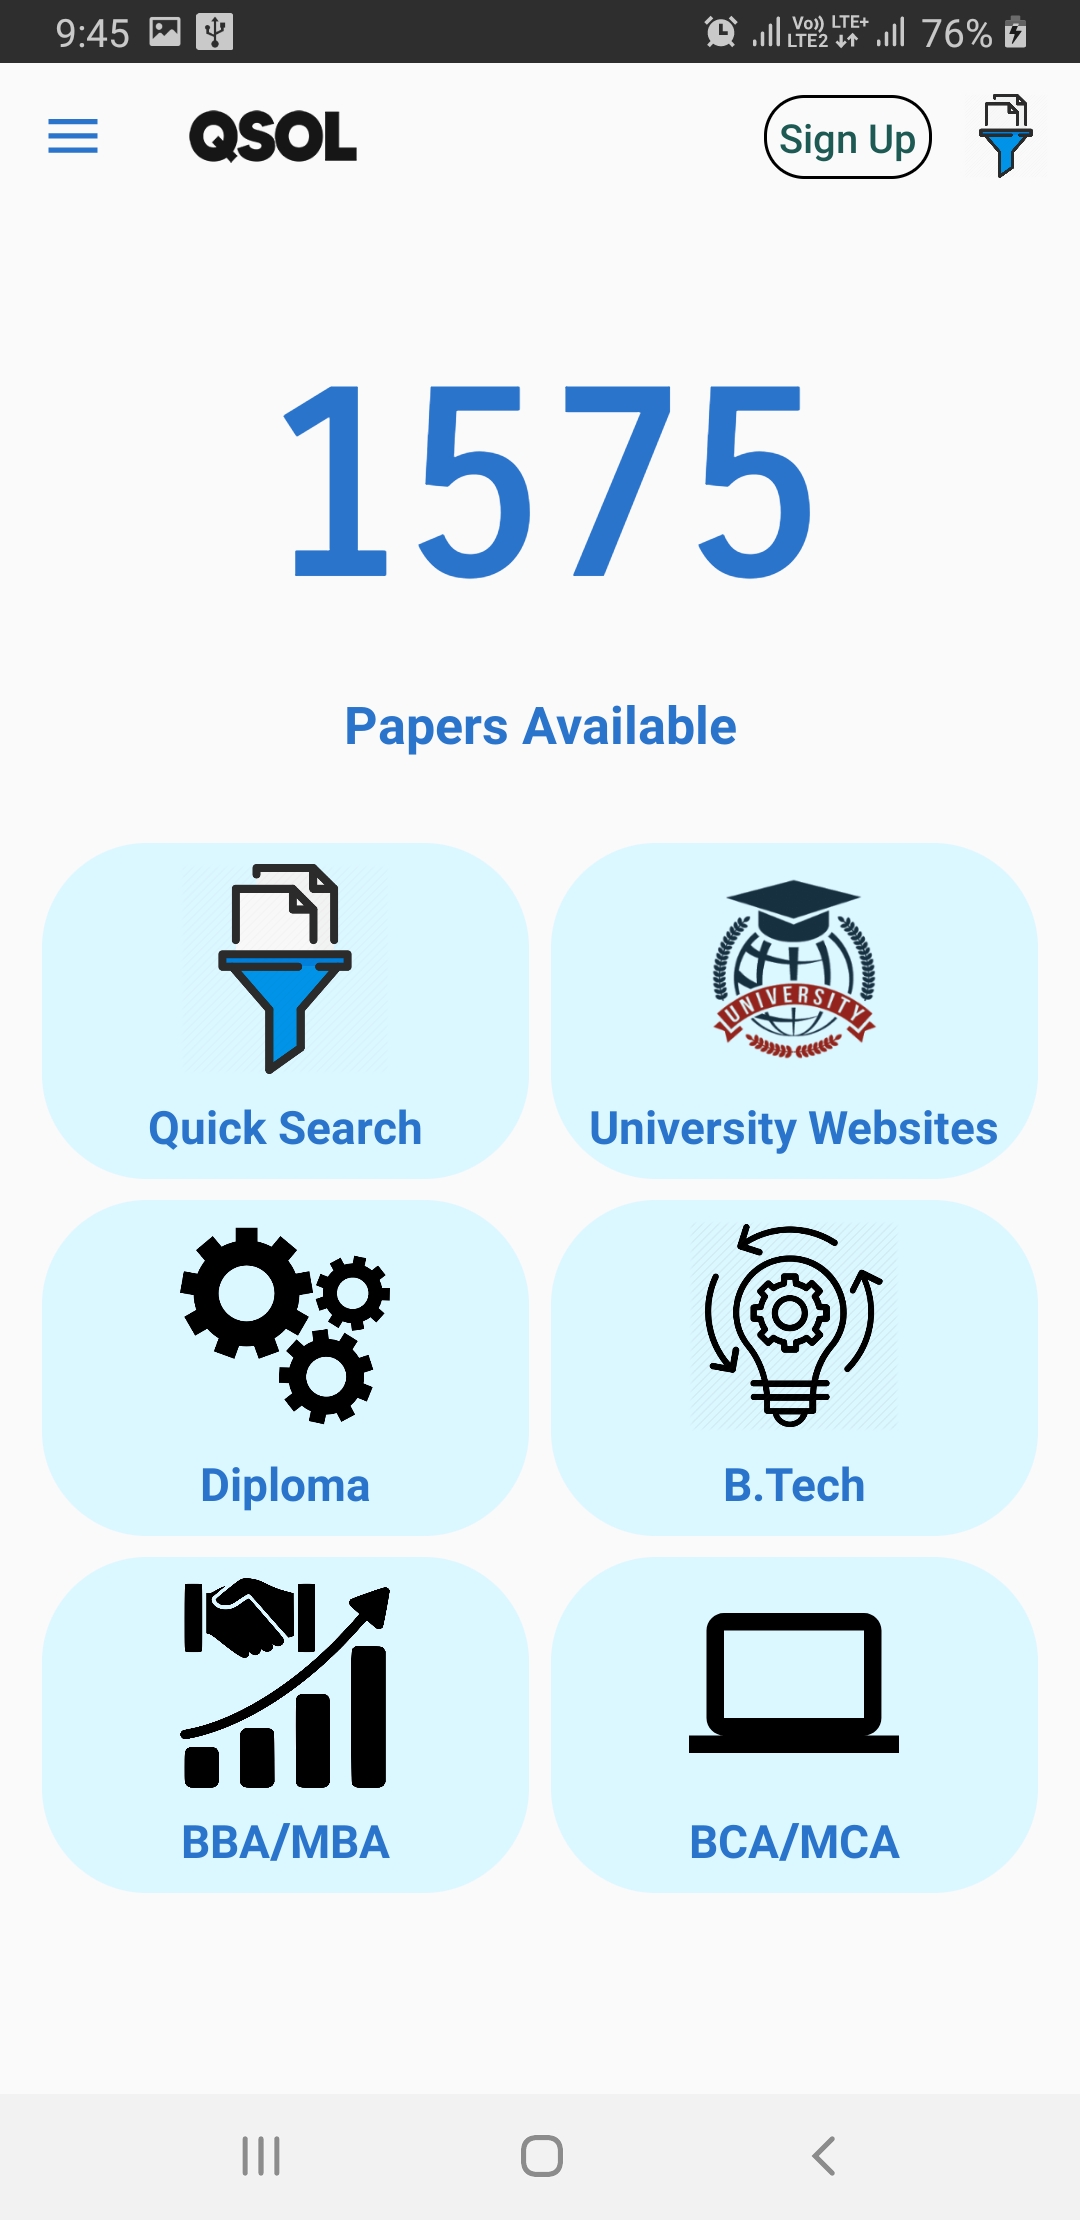 9:45 Vo)) LTE+ 76%
LTE2
QSOL Sign Up
1575
Papers Available
UNIVERSITY
Quick Search University Websites
Diploma B.Tech
BBA/MBA BCA/MCA